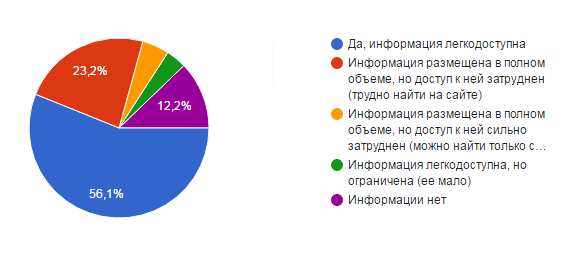 23,2%
12,2%
56,1%
Да, информация легкодоступна
Информация размещена в полном
объеме, но доступ к ней затруднен
(трудно найти на сайте)
Информация размещена в полном
объеме, но доступ к ней сильно
затруднен (можно найти только с…
Информация легкодоступна, но
ограничена (ее мало)
Информации нет